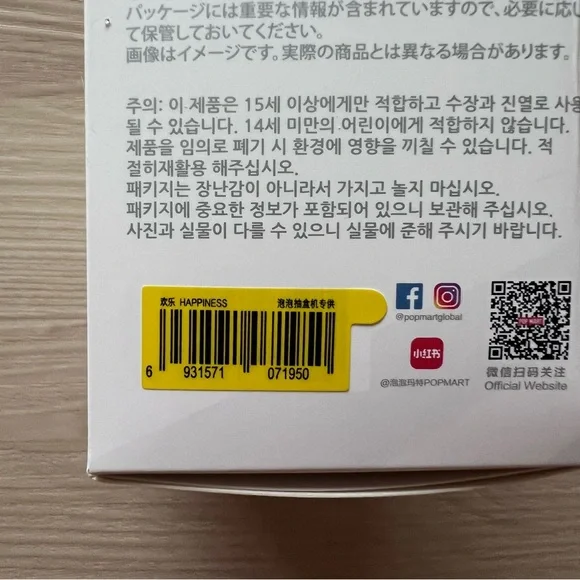 パッケージには重要な情報が含まれていますので、必要に応じ
て保管しておいてください。
画像はイメージです。実際の商品とは異なる場合があります。
주의: 이 제품은 15세 이상에게만 적합하고 수장과 진열로 사용
될 수 있습니다. 14세 미만의 어린이에게 적합하지 않습니다.
제품을 임의로 폐기 시 환경에 영향을 끼칠 수 있습니다. 적
절히재활용 해주십시오.
패키지는 장난감이 아니라서 가지고 놀지 마십시오.
패키지에 중요한 정보가 포함되어 있으니 보관해 주십시오.
사진과 실물이 다를 수 있으니 실물에 준해 주시기 바랍니다.
欢乐 HAPPINESS 泡泡抽盒机专供
6 931571 071950
@popmartglobal
小红书
@泡泡玛特POPMART
POP MART
微信扫码关注
Official Website